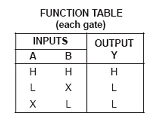 FUNCTION TABLE
(each gate)
INPUTS OUTPUT
A B Y
H H H
L X L
X L L